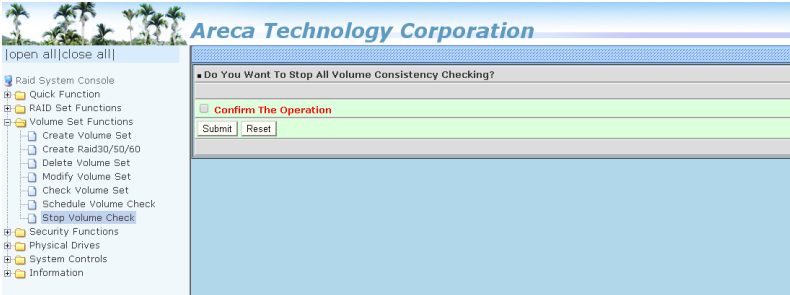 Areca Technology Corporation
|open all|close all|
Raid System Console
Quick Function
RAID Set Functions
Volume Set Functions
Create Volume Set
Create Raid30/50/60
Delete Volume Set
Modify Volume Set
Check Volume Set
Schedule Volume Check
Stop Volume Check
Security Functions
Physical Drives
System Controls
Information
Do You Want To Stop All Volume Consistency Checking?
Confirm The Operation
Submit Reset